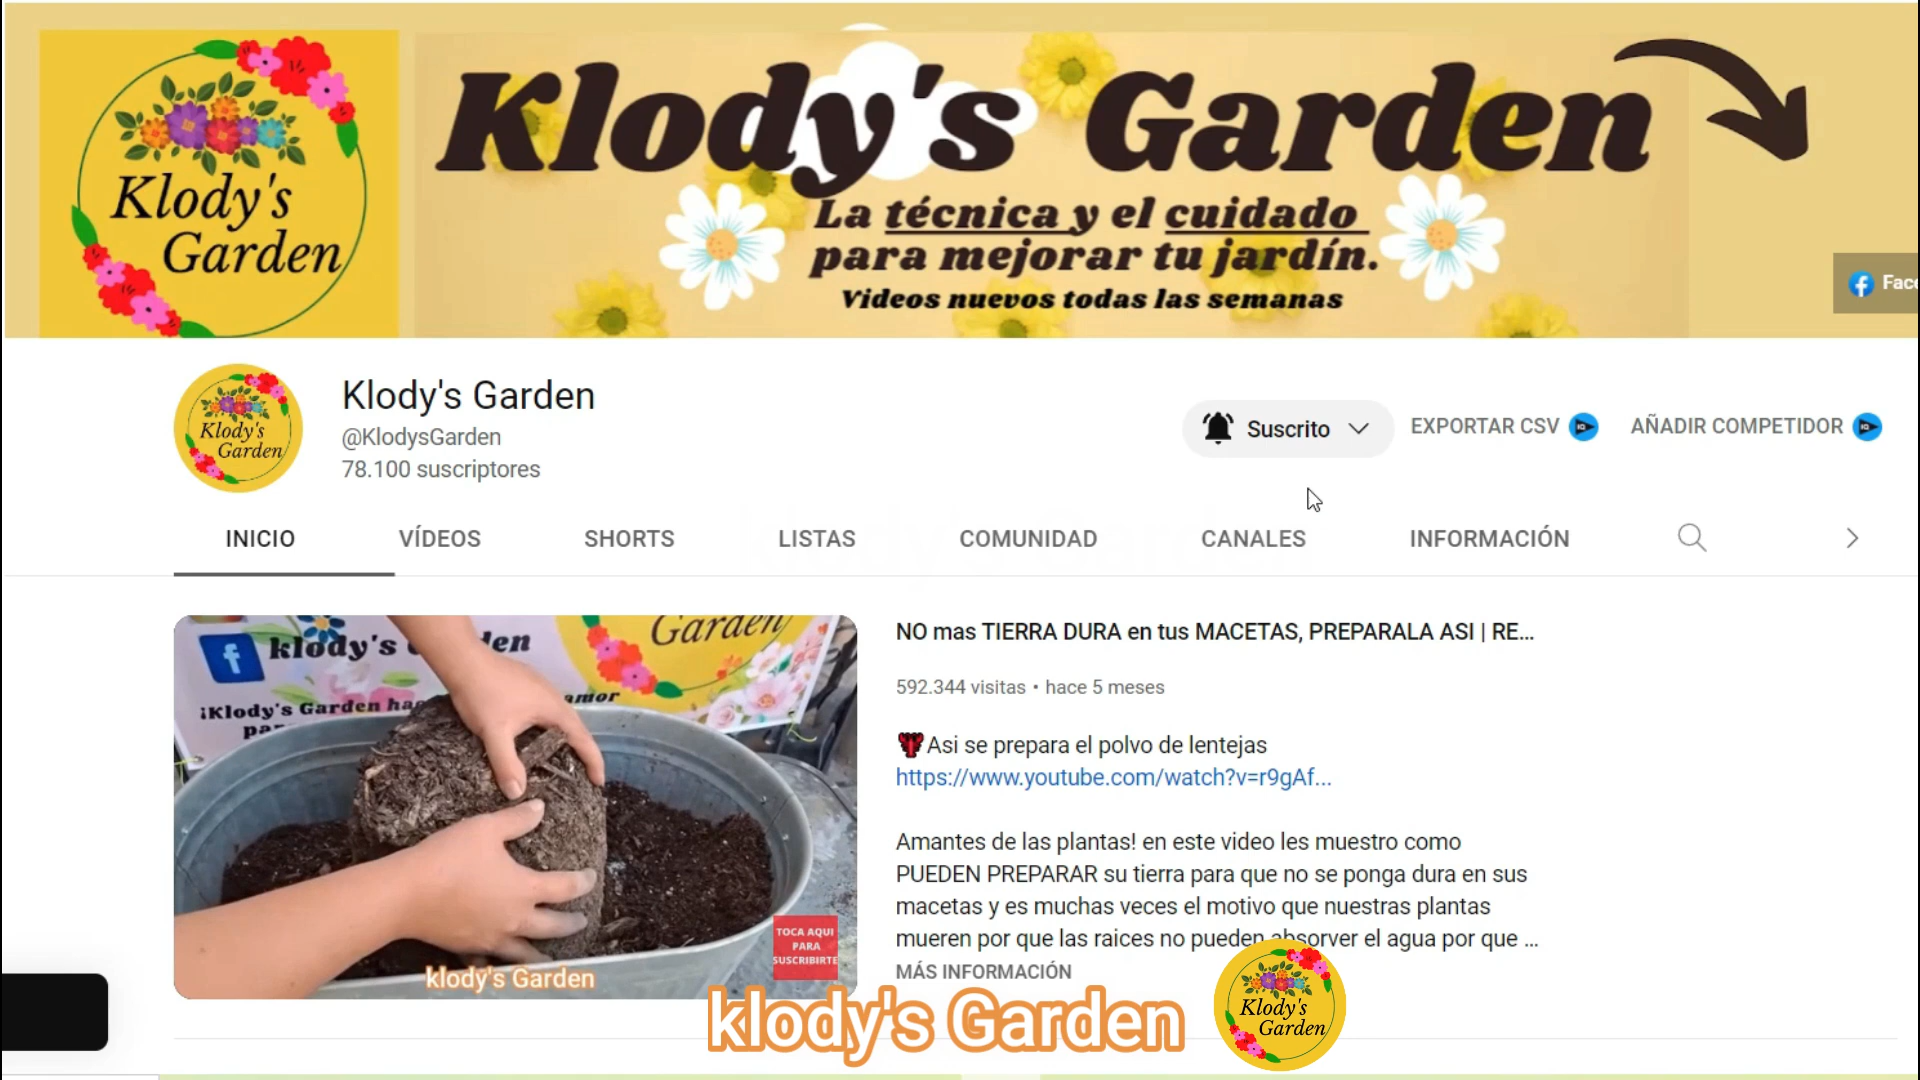 Klody's
Garden
Klody's Garden
La técnica y el cuidado
para mejorar tu jardín.
Videos nuevos todas las semanas
Klody's
Garden
Klody's Garden
@KlodysGarden
78.100 suscriptores
Suscrito
EXPORTAR CSV
AÑADIR COMPETIDOR
INICIO
VÍDEOS
SHORTS
LISTAS
COMUNIDAD
CANALES
INFORMACIÓN
klody's
Garden
¡Klody's Garden
amor
TOCA AQUI
PARA
SUSCRIBIRTE
klody's Garden
NO mas TIERRA DURA en tus MACETAS, PREPARALA ASI | RE...
592.344 visitas • hace 5 meses
Asi se prepara el polvo de lentejas
https://www.youtube.com/watch?v=r9gAf...
Amantes de las plantas! en este video les muestro como
PUEDEN PREPARAR su tierra para que no se ponga dura en sus
macetas y es muchas veces el motivo que nuestras plantas
mueren por que las raices no pueden absorver el agua por que ...
MÁS INFORMACIÓN
klody's Garden
Klody's
Garden